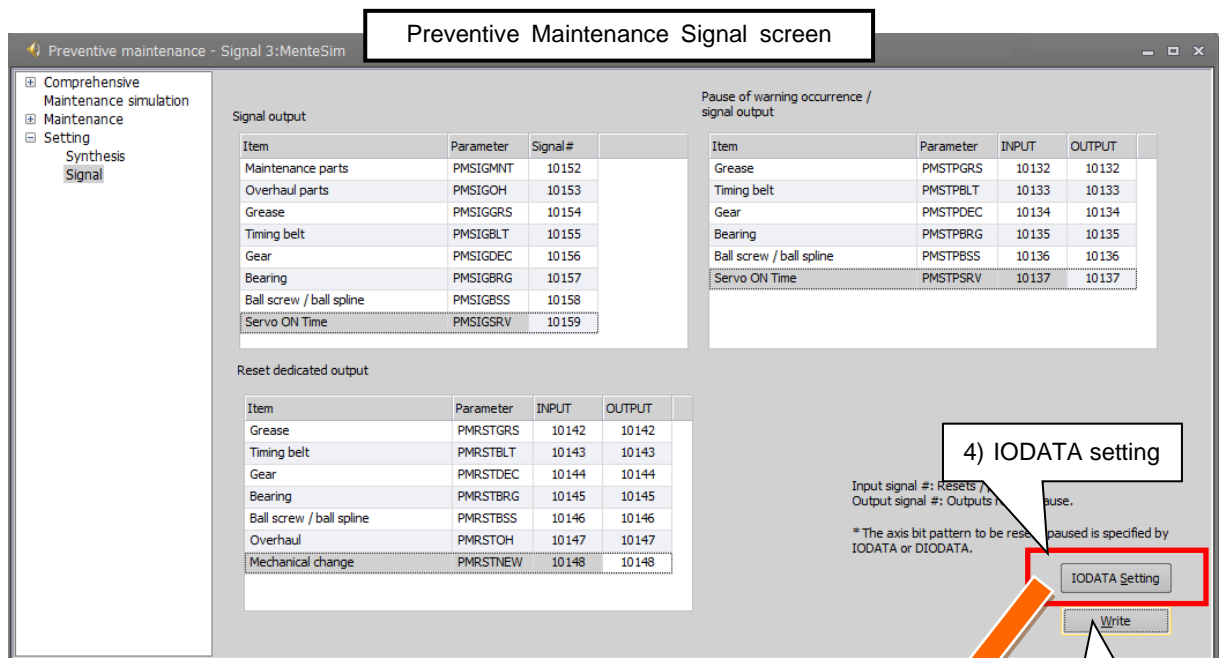 Preventive Maintenance Signal screen
Preventive maintenance - Signal 3:MenteSim
Comprehensive
Maintenance simulation
Maintenance
Setting
Synthesis
Signal
Signal output
Item Parameter Signal#
Maintenance parts PMSIGMNT 10152
Overhaul parts PMSIGOH 10153
Grease PMSIGGRS 10154
Timing belt PMSIGBLT 10155
Gear PMSIGDEC 10156
Bearing PMSIGBRG 10157
Ball screw / ball spline PMSIGBSS 10158
Servo ON Time PMSIGSRV 10159
Pause of warning occurrence /
signal output
Item Parameter INPUT OUTPUT
Grease PMSTPGRS 10132 10132
Timing belt PMSTPBLT 10133 10133
Gear PMSTPDEC 10134 10134
Bearing PMSTPBRG 10135 10135
Ball screw / ball spline PMSTPBSS 10136 10136
Servo ON Time PMSTPSRV 10137 10137
Reset dedicated output
Item Parameter INPUT OUTPUT
Grease PMRSTGRS 10142 10142
Timing belt PMRSTBLT 10143 10143
Gear PMRSTDEC 10144 10144
Bearing PMRSTBRG 10145 10145
Ball screw / ball spline PMRSTBSS 10146 10146
Overhaul PMRSTOH 10147 10147
Mechanical change PMRSTNEW 10148 10148
4) IODATA setting
Input signal #: Resets /
Output signal #: Outputs ause.
* The axis bit pattern to be rese paused is specified by
IODATA or DIODATA.
IODATA Setting
Write